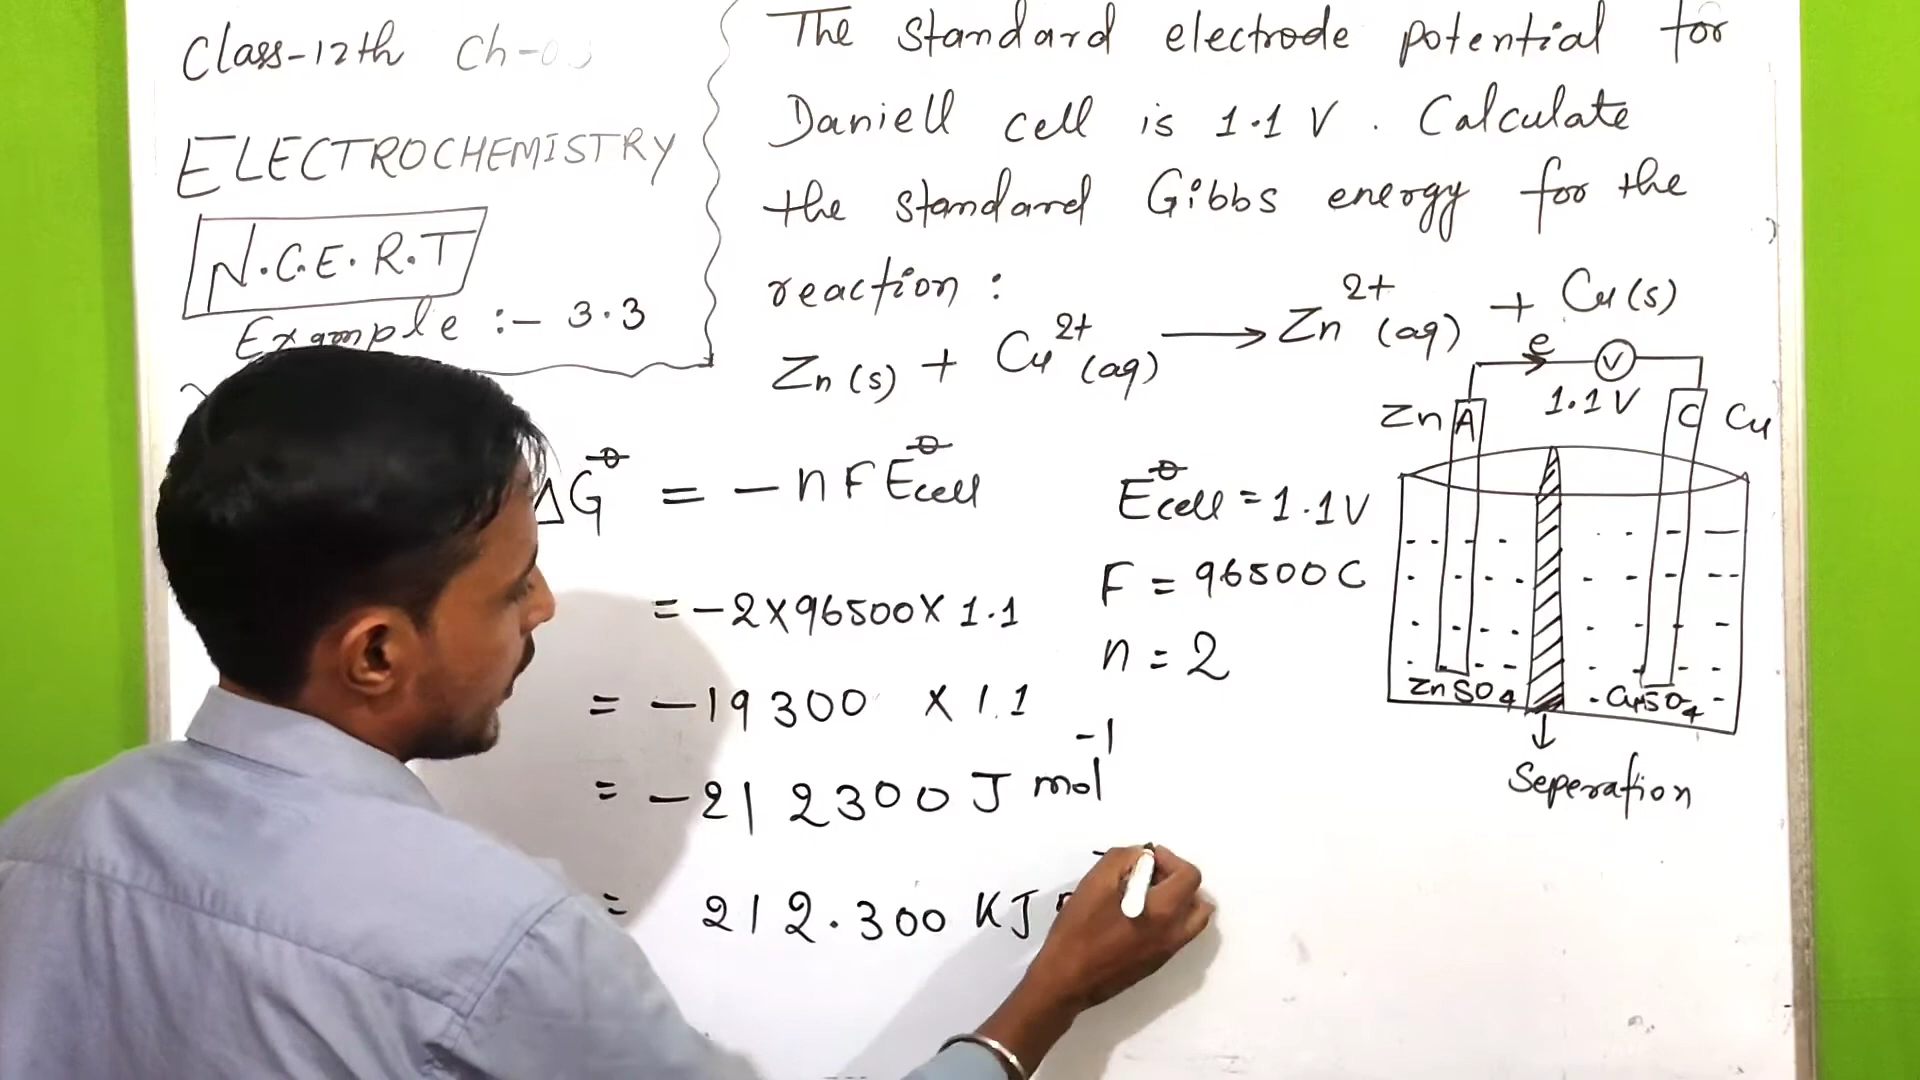 Class-12th Ch-03
ELECTROCHEMISTRY
N.C.E.R.T
Example :- 3.3
The standard electrode potential for
Daniell cell is 1.1 V. Calculate
the standard Gibbs energy for the
reaction :
Zn(s) + Cu²⁺(aq) → Zn²⁺(aq) + Cu(s)
ΔG⊖ = -nFE⊖cell
= -2×96500×1.1
= -19300 × 1.1
= -212300 J mol⁻¹
= 212.300 KJ
E⊖cell = 1.1V
F = 96500C
n = 2
e
V
1.1V
Zn A
C Cu
ZnSO₄
CuSO₄
Seperation